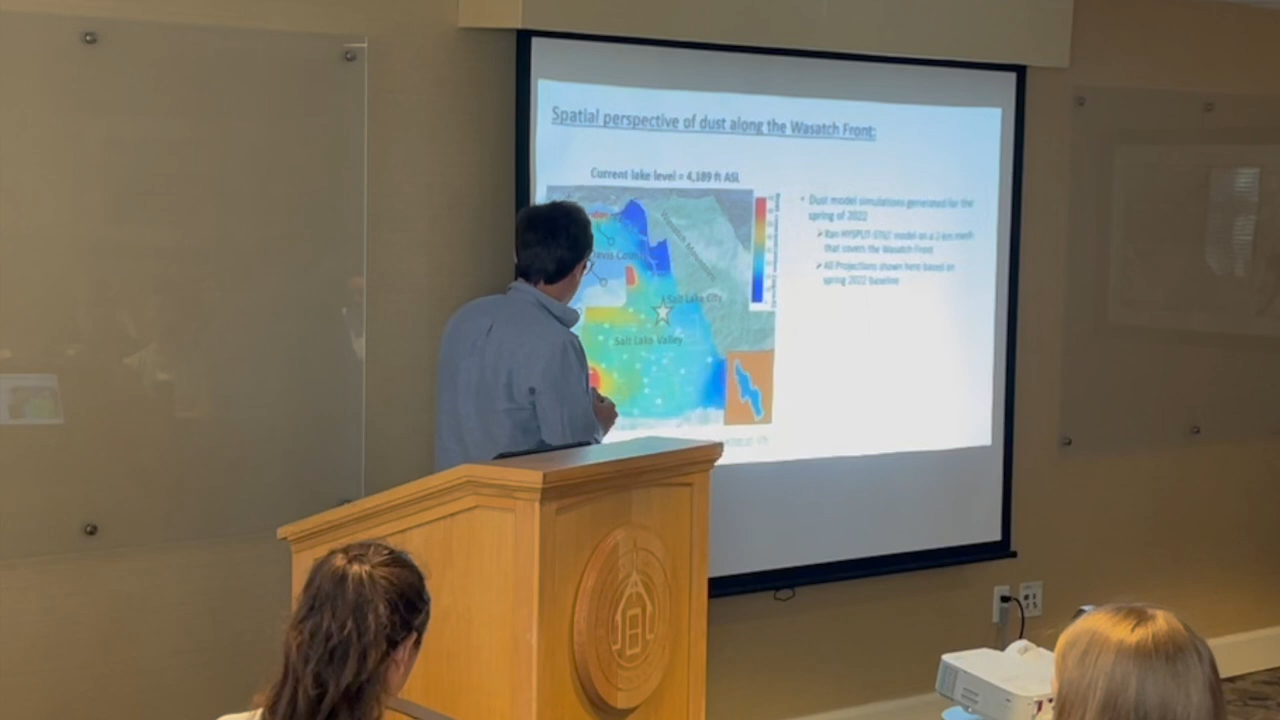 Spatial perspective of dust along the Wasatch Front:
Current lake level = 4,189 ft ASL
• Dust model simulations generated for the
spring of 2022
➢ Ran HYSPLIT-STILT model on a 2-km mesh
that covers the Wasatch Front
➢ All Projections shown here based on
spring 2022 baseline
Wasatch Mountains
Davis County
Salt Lake City
Salt Lake Valley